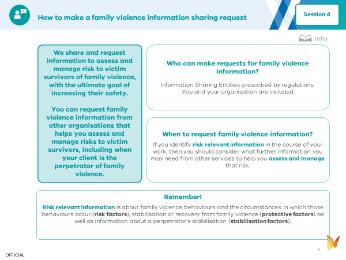 How to make a family violence information sharing request
Session 4
Info
We share and request
information to assess and
manage risk to victim
survivors of family violence,
with the ultimate goal of
increasing their safety.
You can request family
violence information from
other organisations that
helps you assess and
manage risks to victim
survivors, including when
your client is the
perpetrator of family
violence.
Who can make requests for family violence
information?
Information Sharing Entities prescribed by regulations.
You and your organisation are included.
When to request family violence information?
If you identify risk relevant information in the course of your
work, then you should consider what further information you
may need from other services to help you assess and manage
that risk.
Remember!
Risk relevant information is about family violence behaviours and the circumstances in which those
behaviours occur (risk factors), stabilisation or recovery from family violence (protective factors) as
well as information about a perpetrator's stabilisation (stabilisation factors).
OFFICIAL